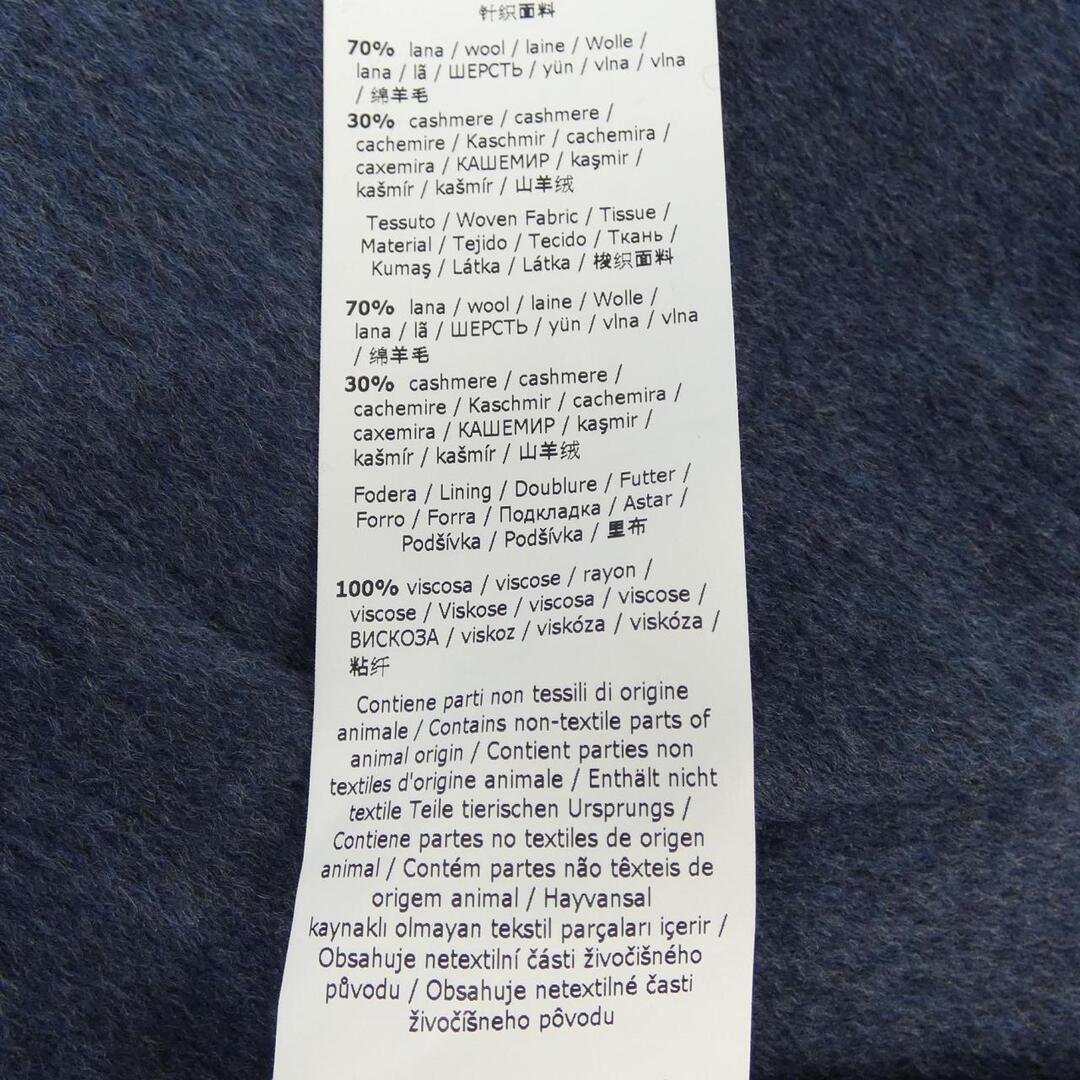 针织面料
70% lana / wool / laine / Wolle /
lana / lã / ШЕРСТЬ / yün / vlna / vlna
/ 绵羊毛
30% cashmere / cashmere /
cachemire / Kaschmir / cachemira /
caxemira / КАШЕМИР / kaşmir /
kašmír / kašmír / 山羊绒
Tessuto / Woven Fabric / Tissue /
Material / Tejido / Tecido / Ткань /
Kumaş / Látka / Látka / 梭织面料
70% lana / wool / laine / Wolle /
lana / lã / ШЕРСТЬ / yün / vlna / vlna
/ 绵羊毛
30% cashmere / cashmere /
cachemire / Kaschmir / cachemira /
caxemira / КАШЕМИР / kaşmir /
kašmír / kašmír / 山羊绒
Fodera / Lining / Doublure / Futter /
Forro / Forra / Подкладка / Astar /
Podšívka / Podšívka / 里布
100% viscosa / viscose / rayon /
viscose / Viskose / viscosa / viscose /
ВИСКОЗА / viskoz / viskóza / viskóza /
粘纤
Contiene parti non tessili di origine
animale / Contains non-textile parts of
animal origin / Contient parties non
textiles d'origine animale / Enthält nicht
textile Teile tierischen Ursprungs /
Contiene partes no textiles de origen
animal / Contém partes não têxteis de
origem animal / Hayvansal
kaynaklı olmayan tekstil parçaları içerir /
Obsahuje netextilní části živočišného
původu / Obsahuje netextilné časti
živočíšneho pôvodu